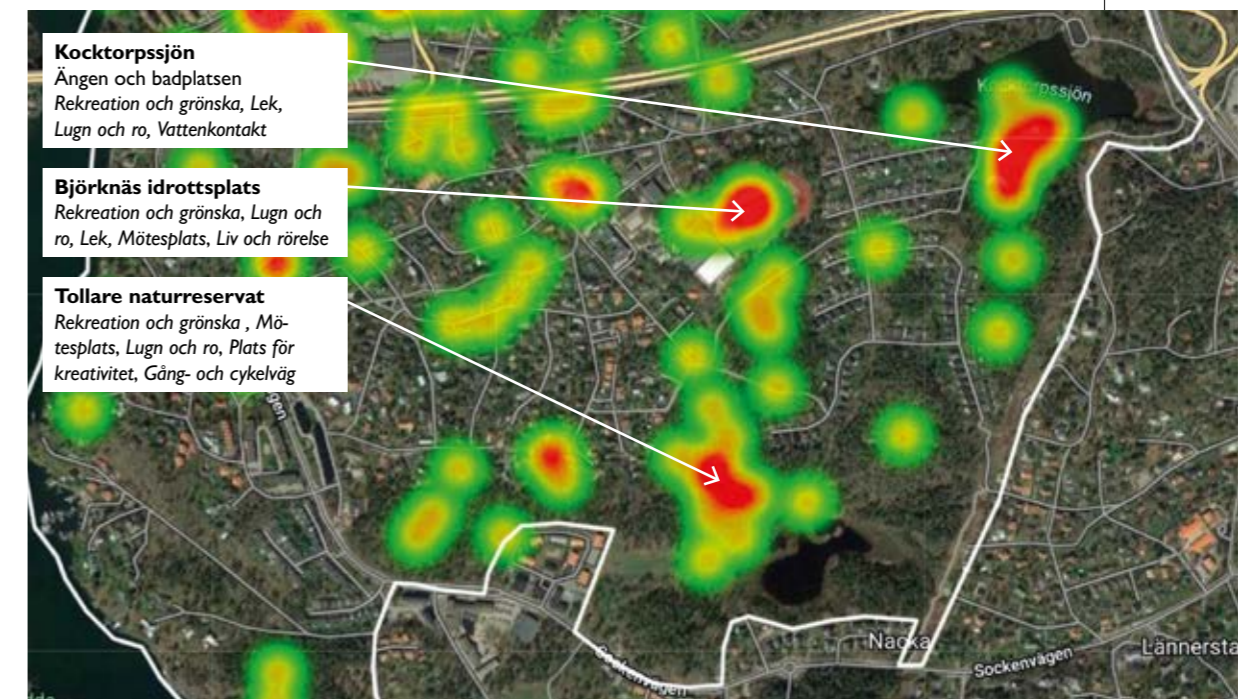 Kocktorpssjön
Ängen och badplatsen
Rekreation och grönska, Lek,
Lugn och ro, Vattenkontakt
Kocktorpssjön
Björknäs idrottsplats
Rekreation och grönska, Lugn och
ro, Lek, Mötesplats, Liv och rörelse
Tollare naturreservat
Rekreation och grönska , Mö-
tesplats, Lugn och ro, Plats för
kreativitet, Gång- och cykelväg
Nacka
Lännersta
Sockenvägen
Sockenvägen